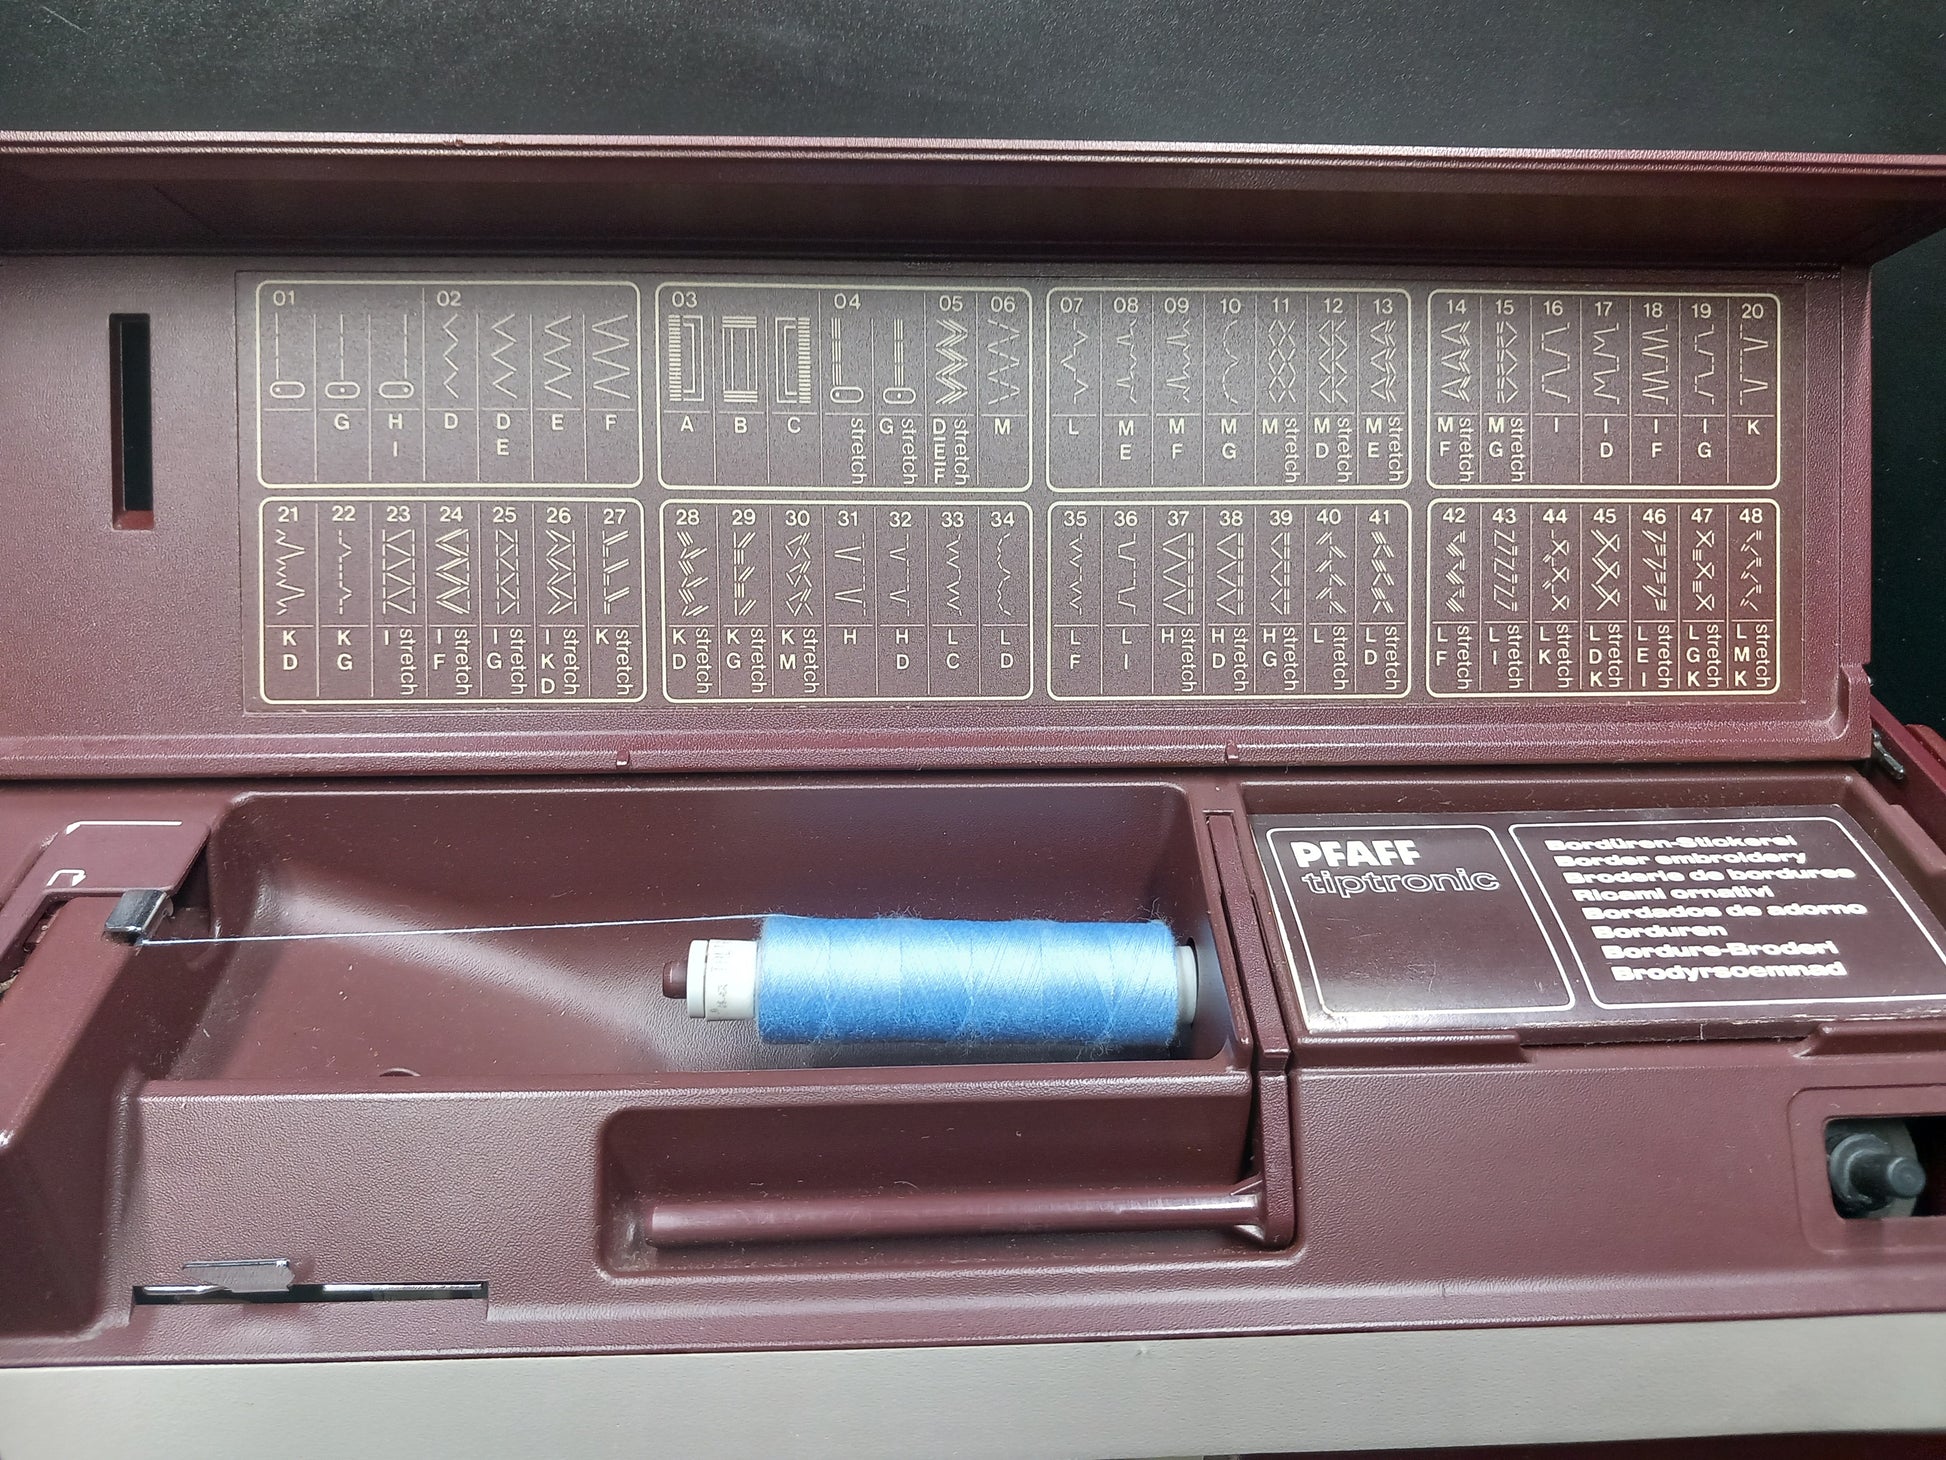 01 02
G H D D E F
I E
03 04 05 06
A B C stretch G stretch D E F stretch M
07 08 09 10 11 12 13
L M M M M stretch M stretch M stretch
E F G D E
14 15 16 17 18 19 20
M stretch M stretch I I I I K
F G D F G
21 22 23 24 25 26 27
K K I stretch I stretch I stretch I stretch K stretch
D G F G K
D
28 29 30 31 32 33 34
K stretch K stretch K stretch H H L L
D G M D C D
35 36 37 38 39 40 41
L L H stretch H stretch H stretch L stretch L stretch
F I D G D
42 43 44 45 46 47 48
L stretch L stretch L stretch L stretch L stretch L stretch L stretch
F I K D E G M
K I K K
PFAFF
tiptronic
Bordüren-Stickerei
Border embroidery
Broderie de bordures
Ricami ornativi
Bordados de adorno
Borduren
Bordure-Broderi
Brodyrsoemnad